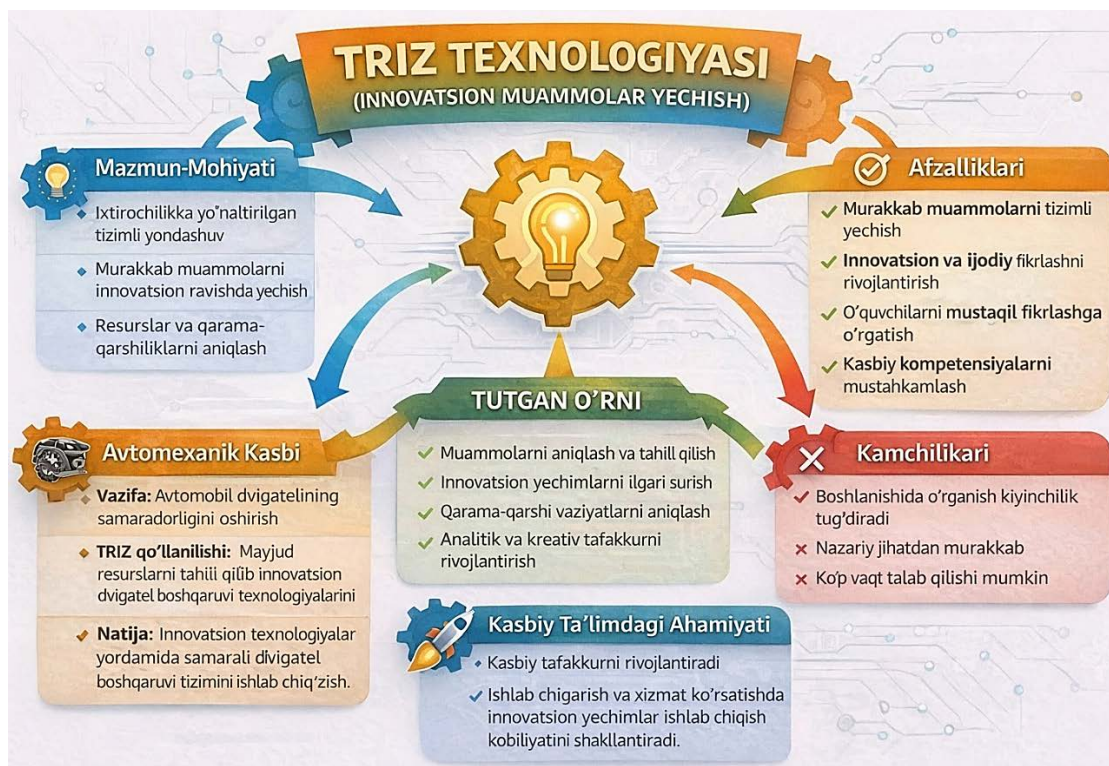 TRIZ TEXNOLOGIYASI
(INNOVATSION MUAMMOLAR YECHISH)
Mazmun-Mohiyati
Ixtirochilikka yo'naltirilgan
tizimli yondashuv
Murakkab muammolarni
innovatsion ravishda yechish
Resurslar va qarama-
qarshiliklarni aniqlash
Afzalliklari
Murakkab muammolarni tizimli
yechish
Innovatsion va ijodiy fikrlashni
rivojlantirish
O'quvchilarni mustaqil fikrlashga
o'rgatish
Kasbiy kompetensiyalarni
mustahkamlash
Avtomexanik Kasbi
Vazifa: Avtomobil dvigatelining
samaradorligini oshirish
TRIZ qo'llanilishi: Mayjud
resurslarni tahiil qilib innovatsion
dvigatel boshqaruvi texnologiyalarini
Natija: Innovatsion texnologiyalar
yordamida samarali dvigatel
boshqaruvi tizimini ishlab chiq'zish.
TUTGAN O'RNI
Muammolarni aniqlash va tahill qilish
Innovatsion yechimlarni ilgari surish
Qarama-qarshi vaziyatlarni aniqlash
Analitik va kreativ tafakkurni
rivojlantirish
Kamchilikari
Boshlanishida o'rganish kiyinchilik
tug'diradi
Nazariy jihatdan murakkab
Ko'p vaqt talab qilishi mumkin
Kasbiy Ta'limdagi Ahamiyati
Kasbiy tafakkurni rivojlantiradi
Ishlab chigarish va xizmat ko'rsatishda
innovatsion yechimlar ishlab chiqish
kobiliyatini shakllantiradi.